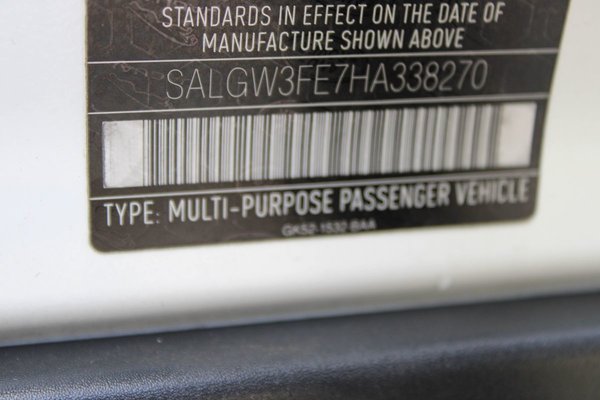 STANDARDS IN EFFECT ON THE DATE OF
MANUFACTURE SHOWN ABOVE
SALGW3FE7HA338270
TYPE: MULTI-PURPOSE PASSENGER VEHICLE
GK52-1532-BAA